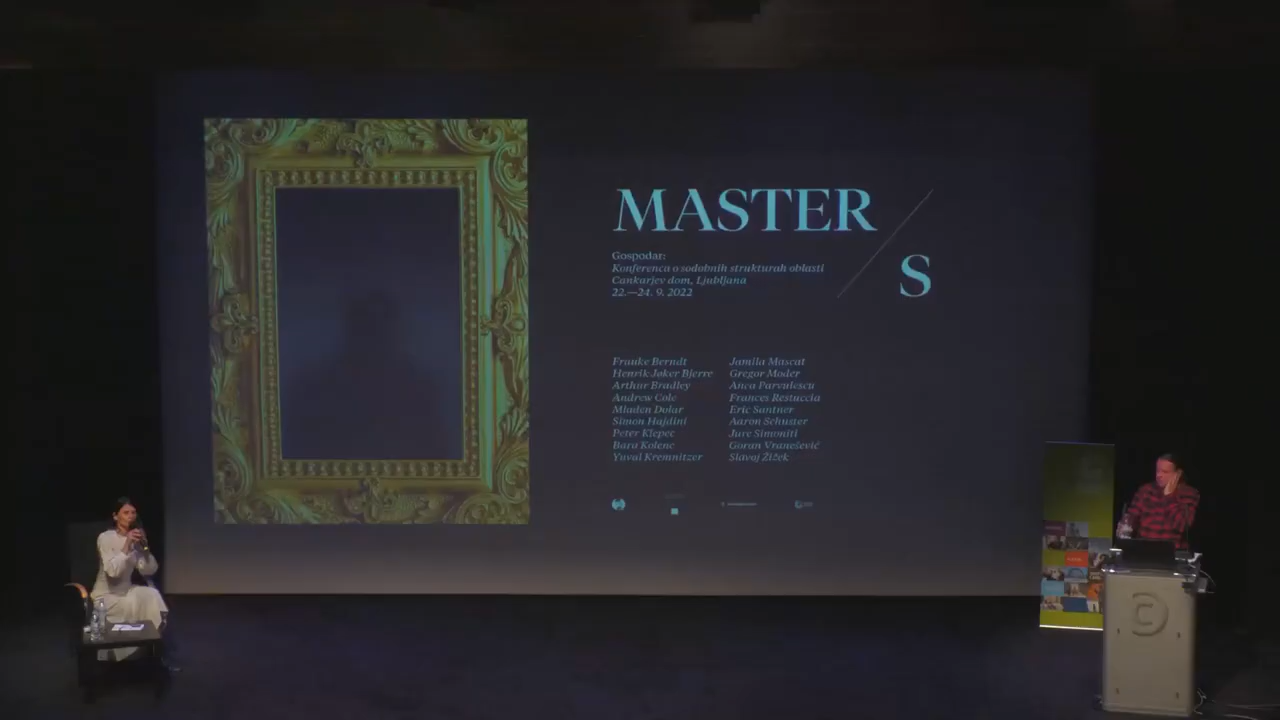 MASTER
S
Gospodar:
Konferenca o sodobnih strukturah oblasti
Cankarjev dom, Ljubljana
22.—24. 9. 2022
Frauke Berndt
Henrik Jøker Bjerre
Arthur Bradley
Andrew Cole
Mladen Dolar
Simon Hajdini
Peter Klepec
Bara Kolenc
Yuval Kremnitzer
Jamila Mascat
Gregor Moder
Anca Parvulescu
Frances Restuccia
Eric Santner
Aaron Schuster
Jure Simoniti
Goran Vranešević
Slavoj Žižek